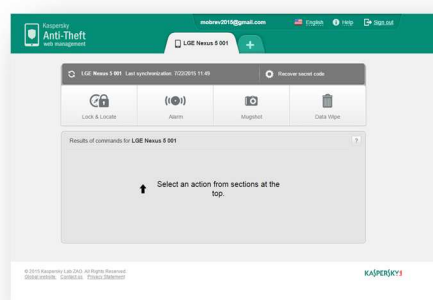 Kaspersky
Anti-Theft
web management
mobrev2015@gmail.com
English
Help
Sign out
LGE Nexus 5 001
+
LGE Nexus 5 001 Last synchronization 7/22/2015 11:49
Recover secret code
Lock & Locate
Alarm
Mugshot
Data Wipe
Results of commands for LGE Nexus 5 001
?
Select an action from sections at the
top.
© 2015 Kaspersky Lab ZAO. All Rights Reserved.
Global website Contact us Privacy Statement
KASPERSKY